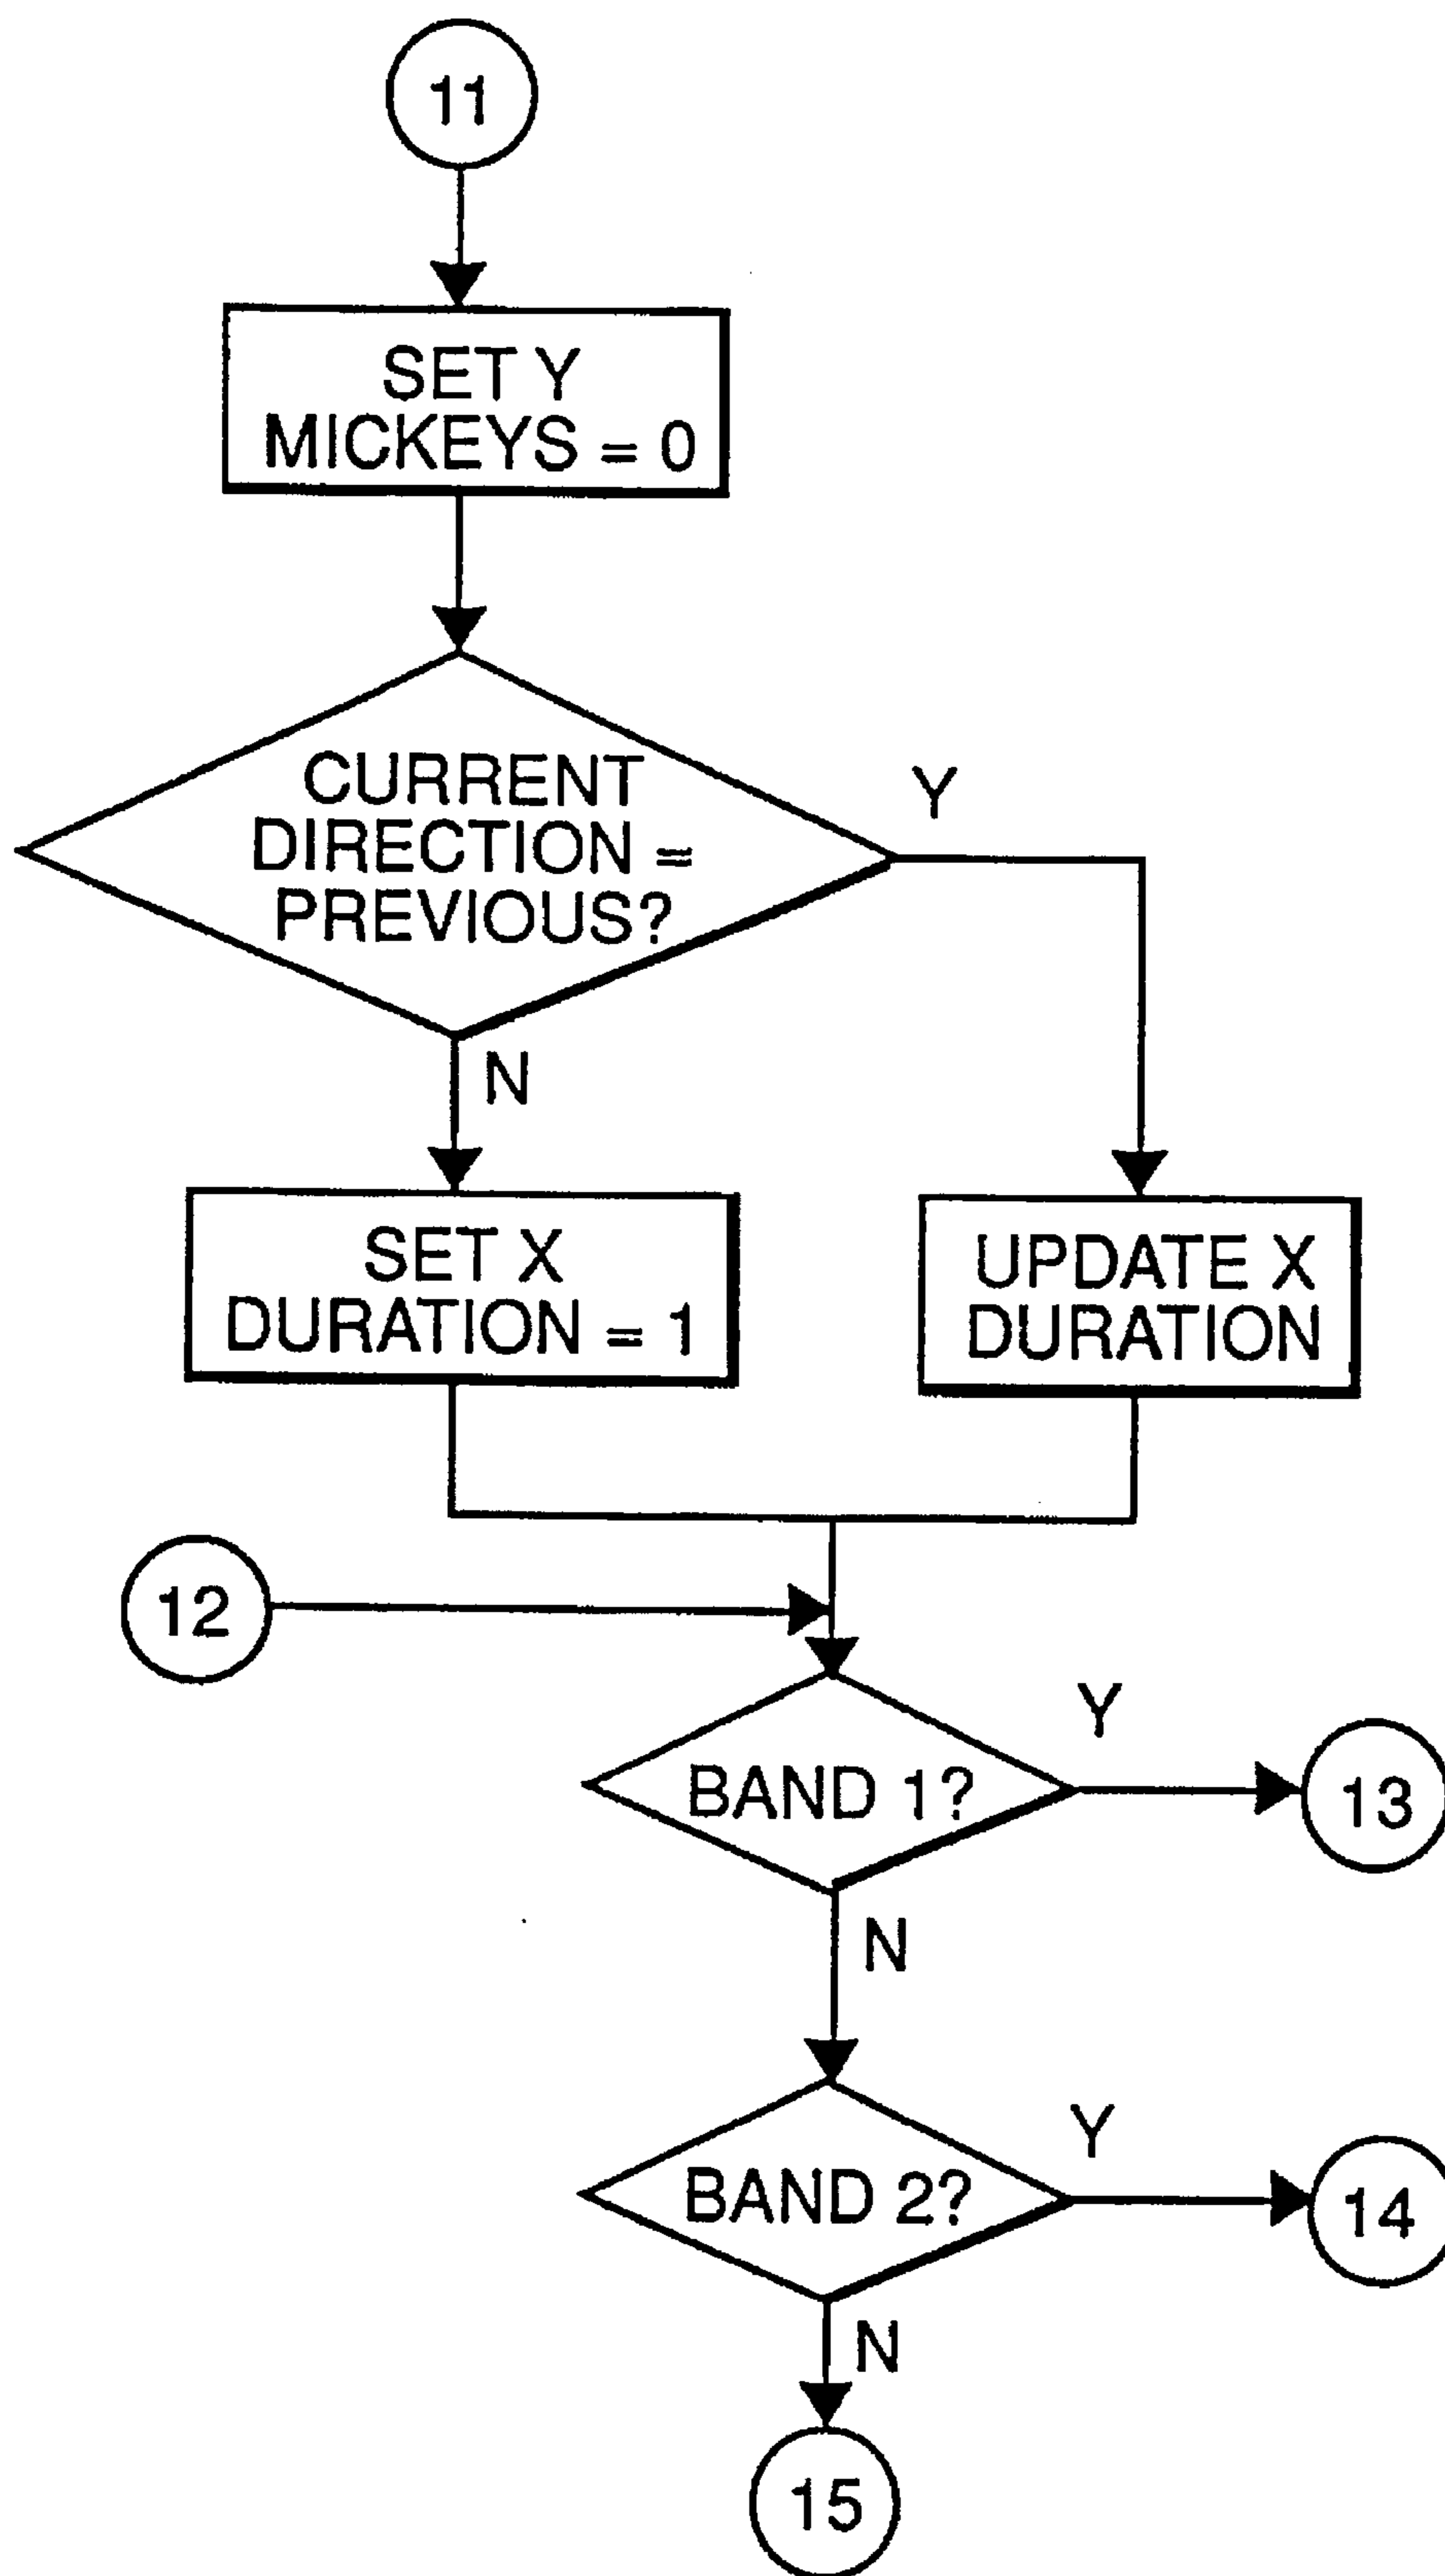 11
SET Y
MICKEYS = 0
CURRENT
DIRECTION =
PREVIOUS?
Y
N
SET X
DURATION = 1
UPDATE X
DURATION
12
BAND 1?
Y
13
N
BAND 2?
Y
14
N
15